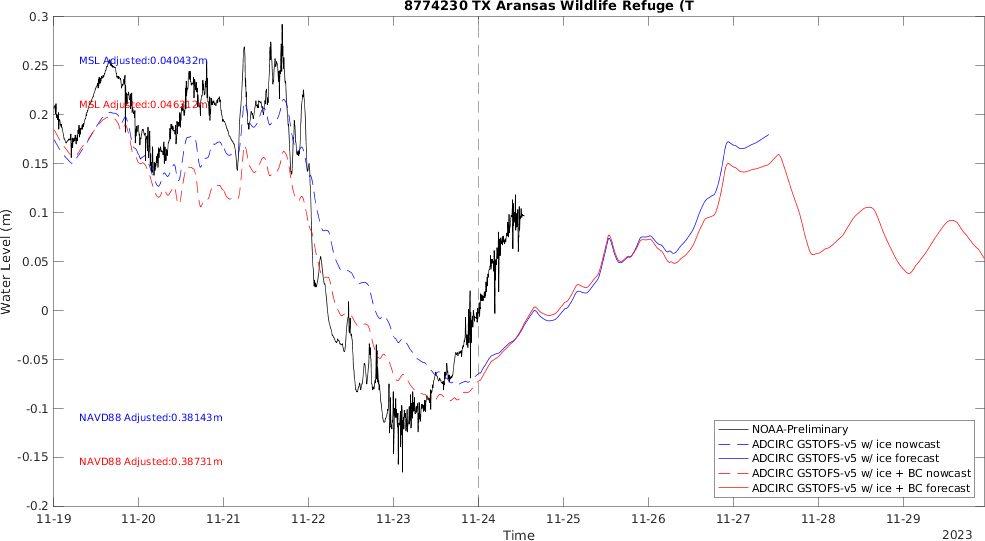 8774230 TX Aransas Wildlife Refuge (T
0.3
0.25
0.2
0.15
0.1
0.05
0
-0.05
-0.1
-0.15
-0.2
Water Level (m)
MSL Adjusted:0.040432m
MSL Adjusted:0.046312m
NAVD88 Adjusted:0.38143m
NAVD88 Adjusted:0.38731m
NOAA-Preliminary
ADCIRC GSTOFS-v5 w/ ice nowcast
ADCIRC GSTOFS-v5 w/ ice forecast
ADCIRC GSTOFS-v5 w/ ice + BC nowcast
ADCIRC GSTOFS-v5 w/ ice + BC forecast
11-19 11-20 11-21 11-22 11-23 11-24 11-25 11-26 11-27 11-28 11-29
Time
2023